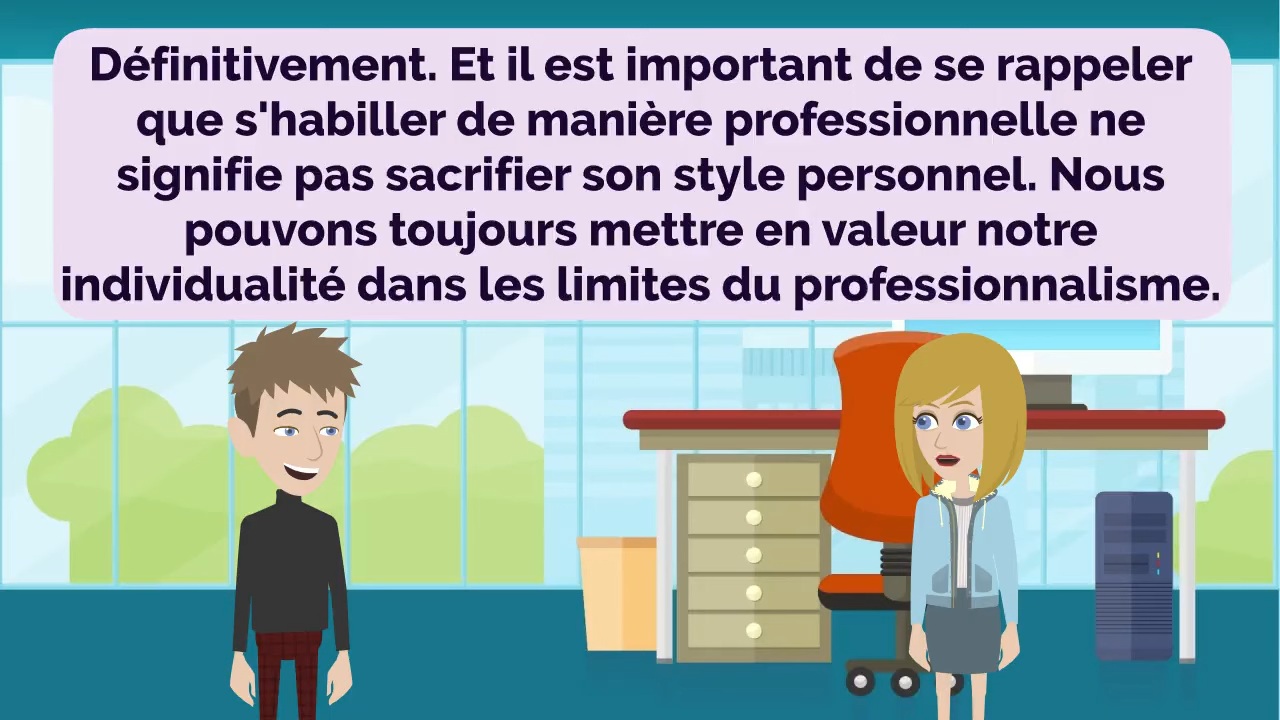 Définitivement. Et il est important de se rappeler
que s'habiller de manière professionnelle ne
signifie pas sacrifier son style personnel. Nous
pouvons toujours mettre en valeur notre
individualité dans les limites du professionnalisme.